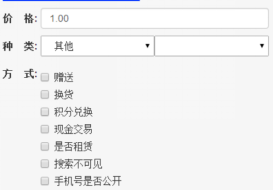 价 格: 1.00
种 类: 其他
方 式: 赠送
换货
积分兑换
现金交易
是否租赁
搜索不可见
手机号是否公开